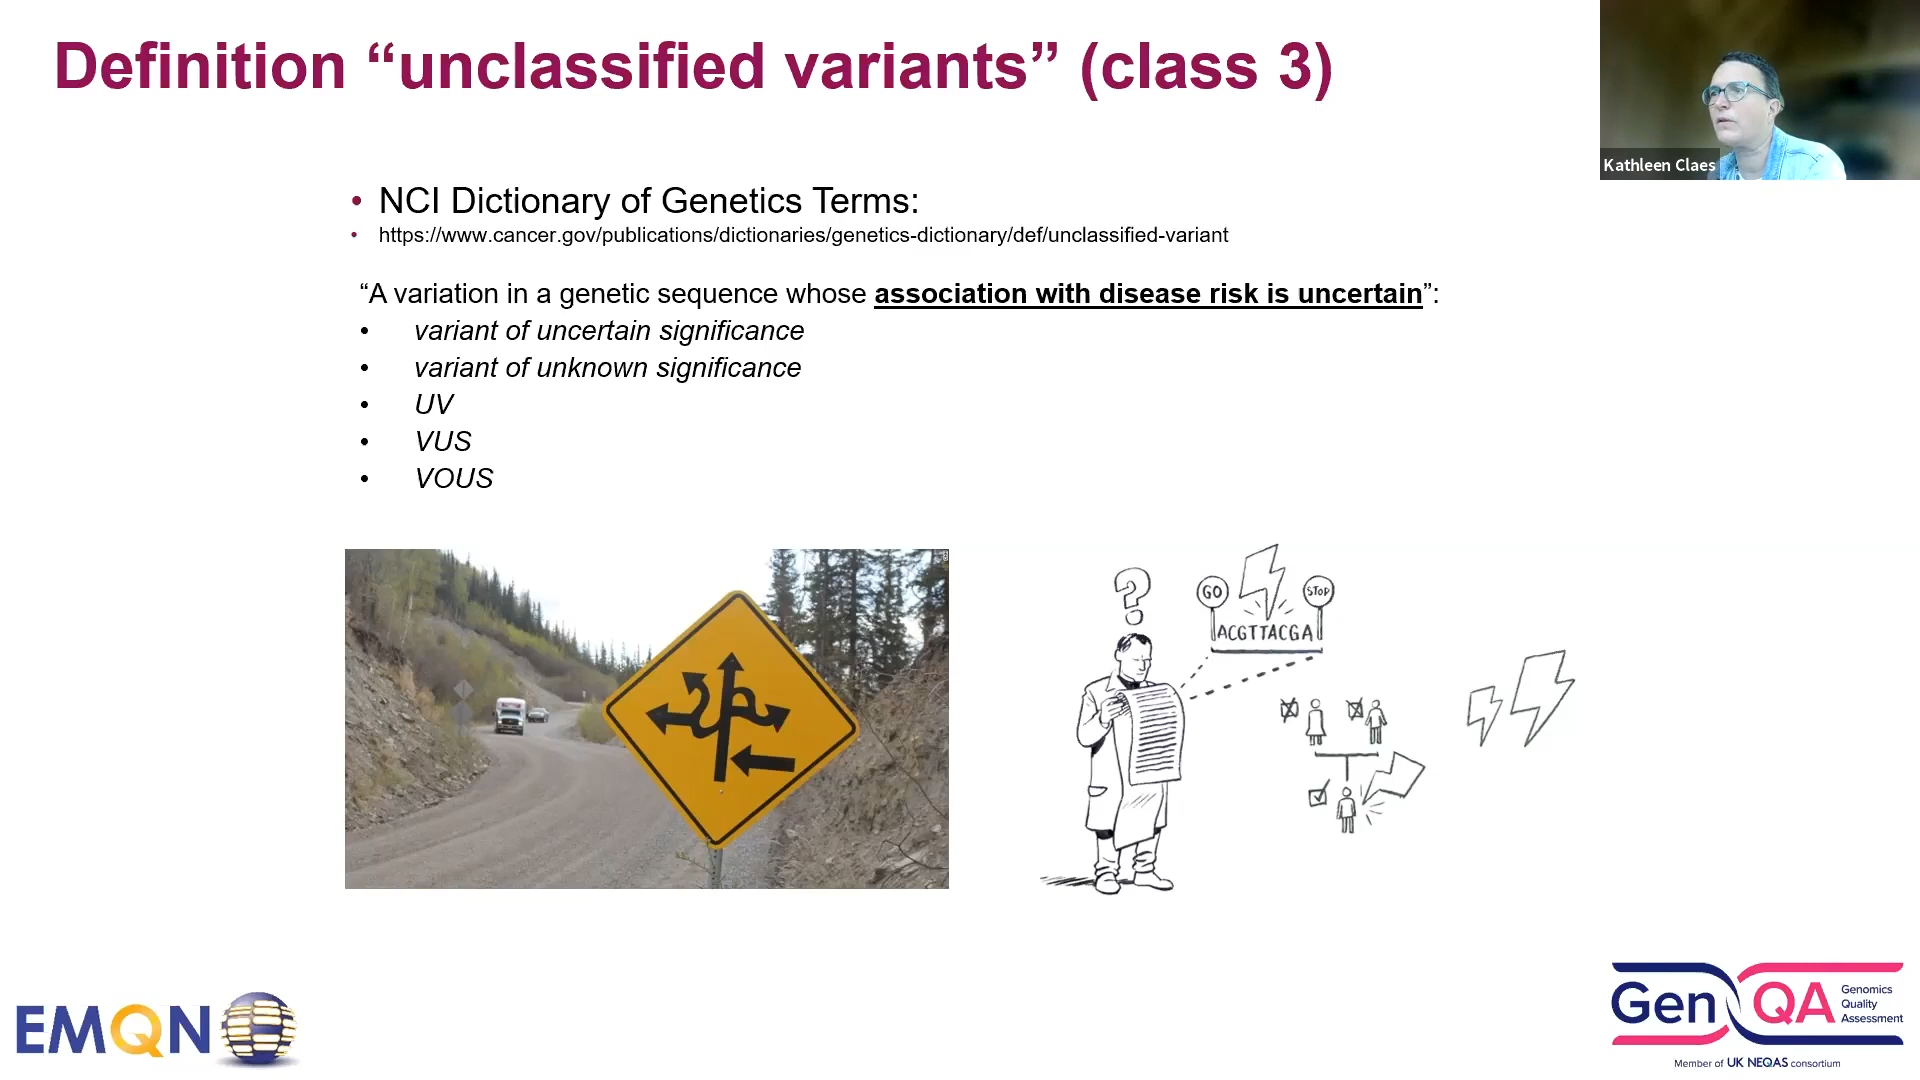 Definition “unclassified variants” (class 3)
Kathleen Claes
• NCI Dictionary of Genetics Terms:
• https://www.cancer.gov/publications/dictionaries/genetics-dictionary/def/unclassified-variant
“A variation in a genetic sequence whose association with disease risk is uncertain”:
• variant of uncertain significance
• variant of unknown significance
• UV
• VUS
• VOUS
?
GO
STOP
ACGTTACGA
EMQN
GenQA
Genomics
Quality
Assessment
Member of UK NEQAS consortium